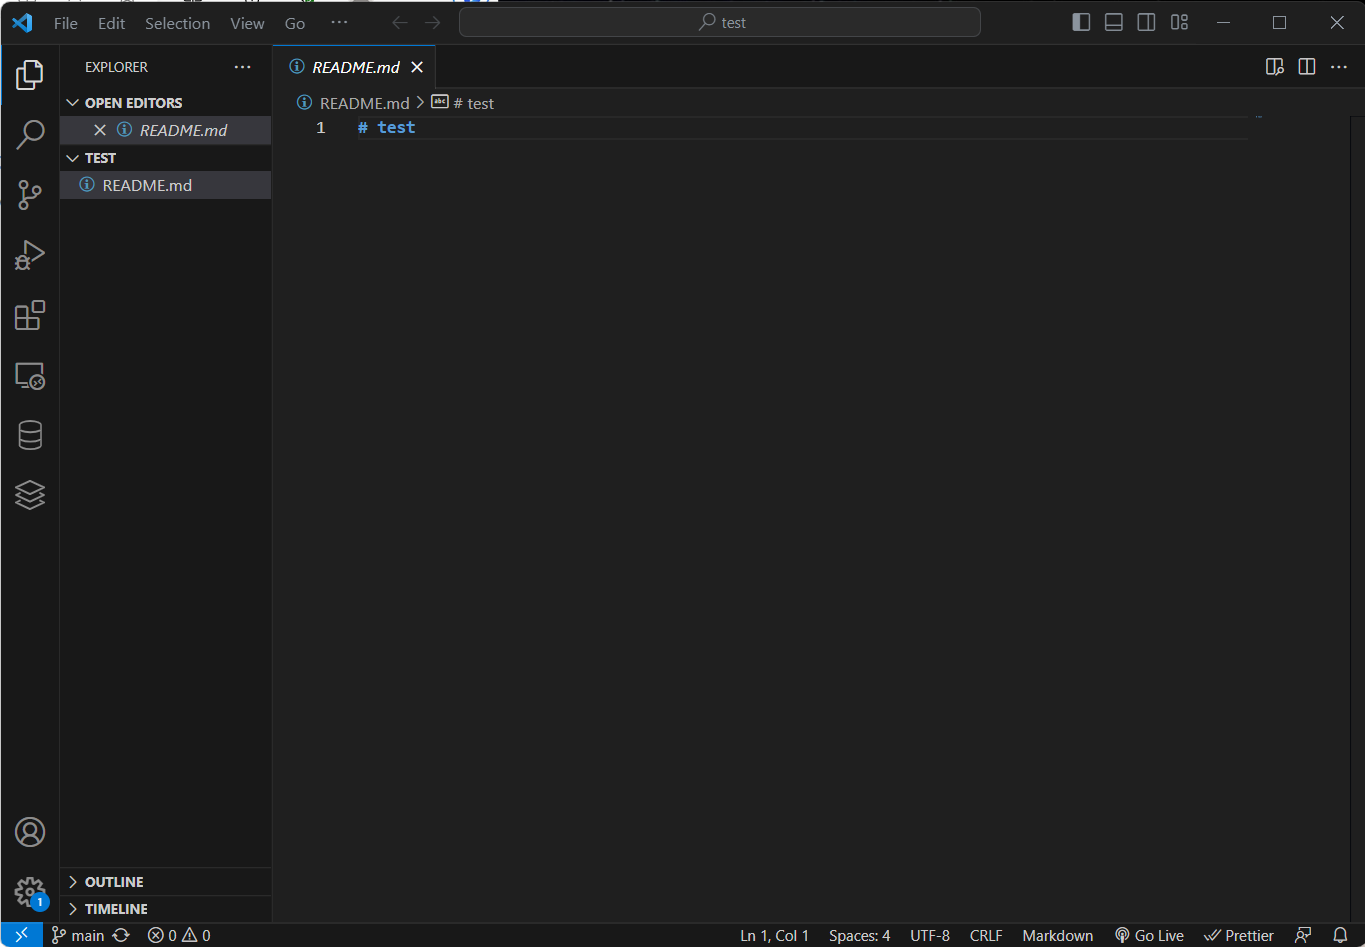 File Edit Selection View Go ··· test
EXPLORER ···
README.md
OPEN EDITORS
README.md
README.md > # test
1 # test
TEST
README.md
OUTLINE
TIMELINE
1
main 0 0 Ln 1, Col 1 Spaces: 4 UTF-8 CRLF Markdown Go Live Prettier